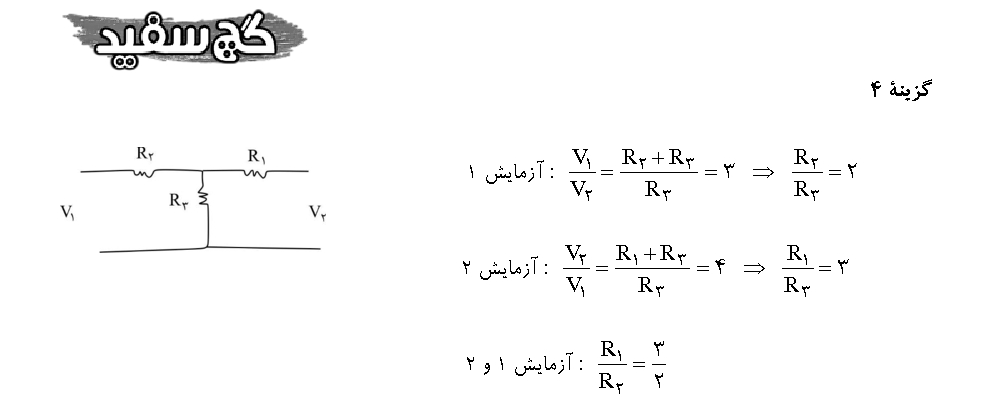 گچ سفید
گزینهٔ ۴
R۲ R۱
R۳
V۱ V۲
آزمایش ۱ : V۱/V۲ = (R۲ + R۳)/R۳ = ۳ ⇒ R۲/R۳ = ۲
آزمایش ۲ : V۲/V۱ = (R۱ + R۳)/R۳ = ۴ ⇒ R۱/R۳ = ۳
آزمایش ۱ و ۲ : R۱/R۲ = ۳/۲